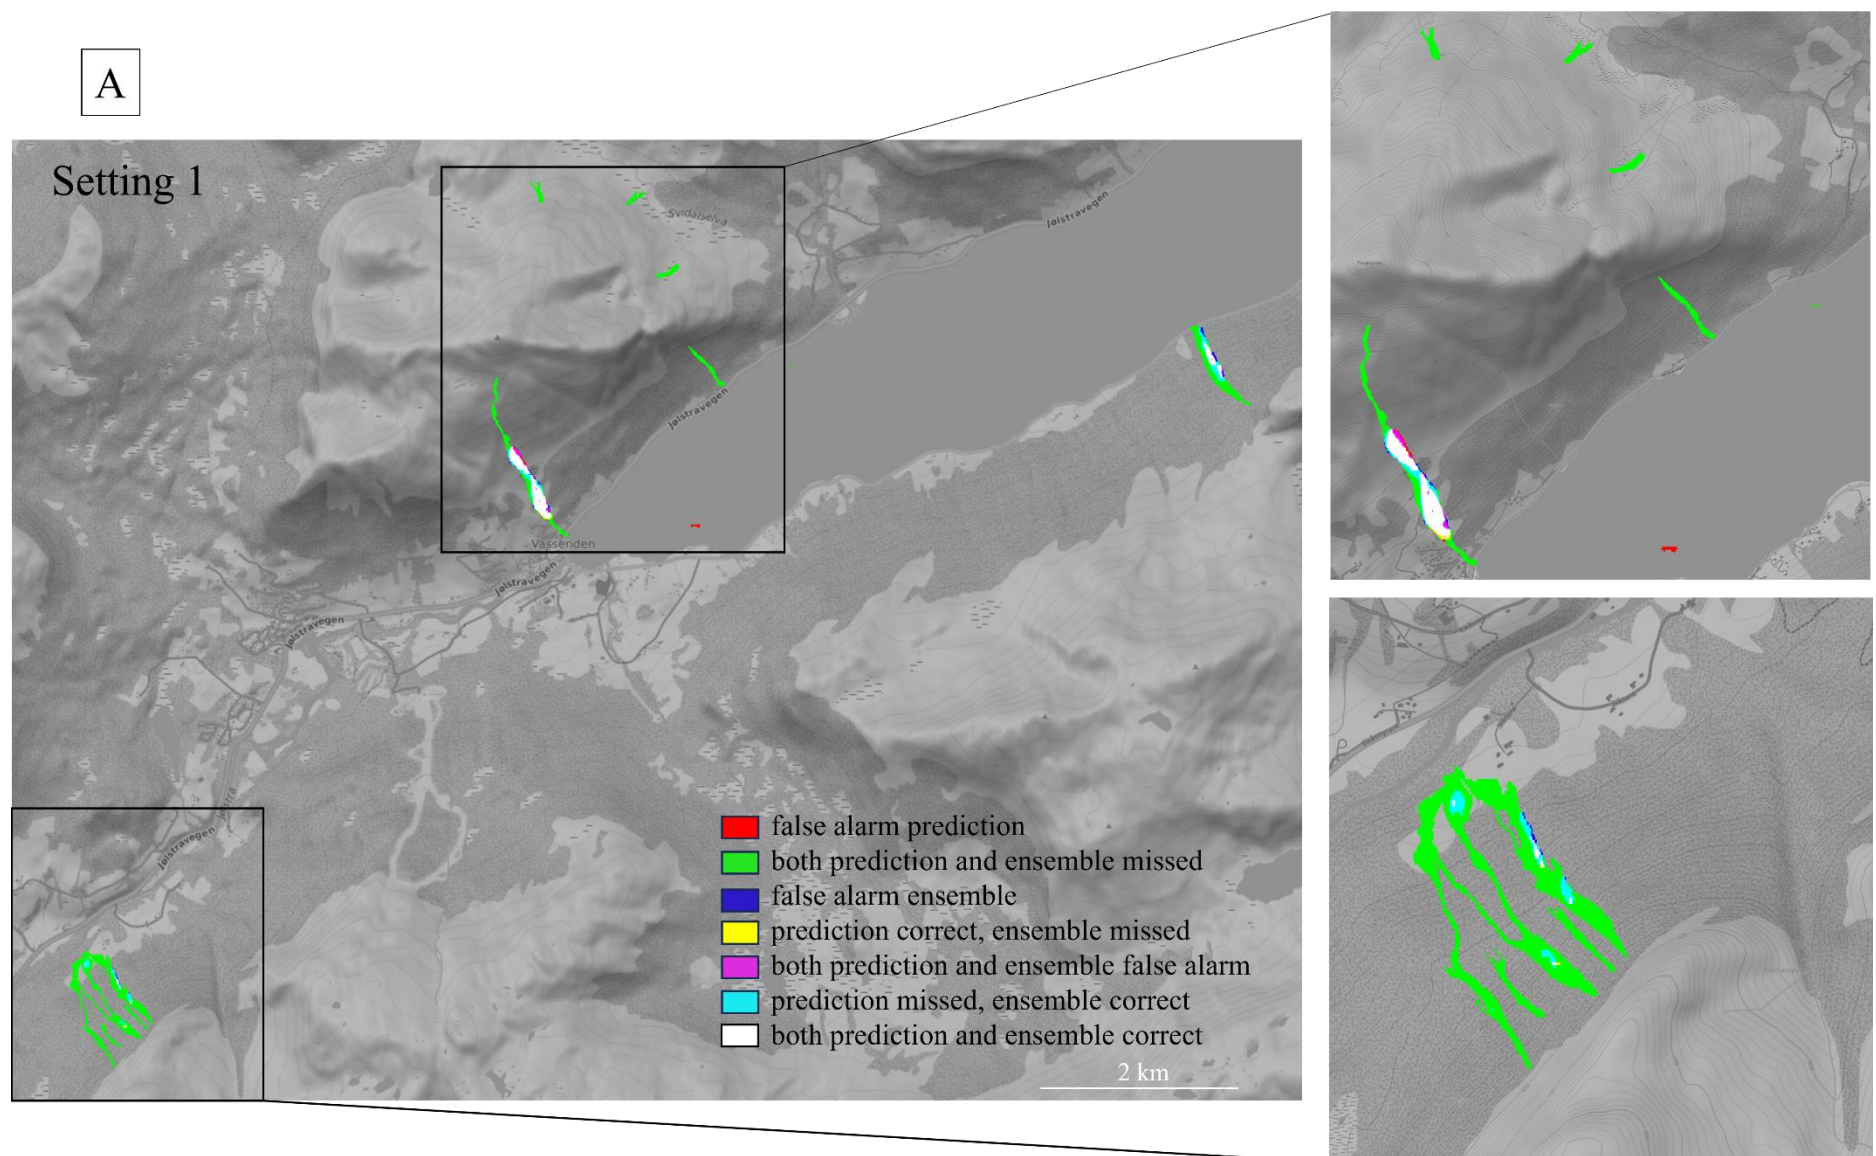 A
Setting 1
Svidalselva
Jølstravegen
Jølstravegen
Vassenden
Jølstravegen
Jølstravegen
Jølstra
Jølstravegen
false alarm prediction
both prediction and ensemble missed
false alarm ensemble
prediction correct, ensemble missed
both prediction and ensemble false alarm
prediction missed, ensemble correct
both prediction and ensemble correct
2 km